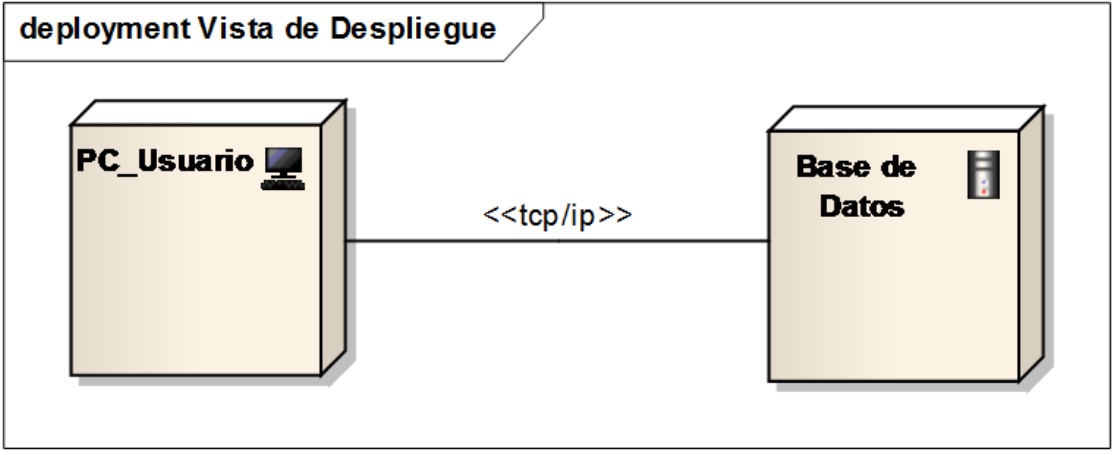 deployment Vista de Despliegue
PC_Usuario
<<tcp/ip>>
Base de
Datos